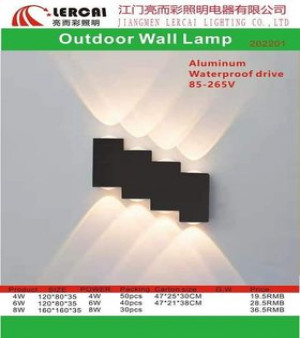 LERCAI
亮而彩照明
江门亮而彩照明电器有限公司
JIANGMEN LERCAI LIGHTING CO.,LTD
Outdoor Wall Lamp 202201
Aluminum
Waterproof drive
85-265V
Product SIZE POWER Packing Carton size G.W Price
4W 120*80*35 4W 50pcs 47*25*30CM 19.5RMB
6W 120*80*35 6W 40pcs 47*21*38CM 28.5RMB
8W 160*160*35 8W 30pcs 36.5RMB